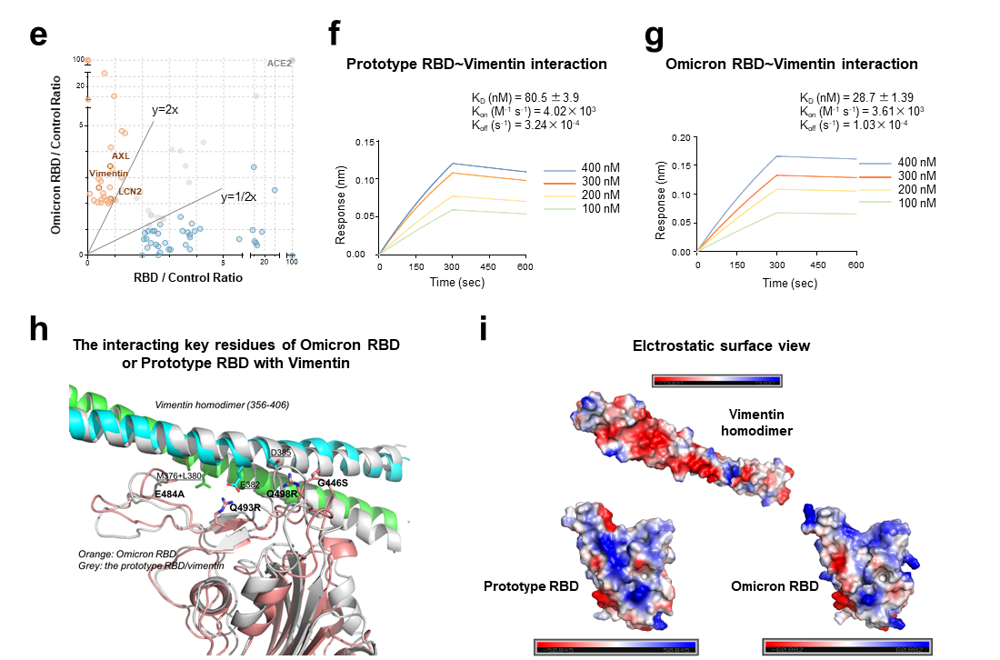 e
f
g
Prototype RBD~Vimentin interaction
Omicron RBD~Vimentin interaction
Omicron RBD / Control Ratio
100
20
5
0
ACE2
y=2x
AXL
Vimentin
LCN2
y=1/2x
0
5
20
100
RBD / Control Ratio
KD (nM) = 80.5 ±3.9
Kon (M-1 s-1) = 4.02×103
Koff (s-1) = 3.24×10-4
Response (nm)
0.15
0.10
0.05
0.00
0
150
300
450
600
Time (sec)
400 nM
300 nM
200 nM
100 nM
KD (nM) = 28.7 ±1.39
Kon (M-1 s-1) = 3.61×103
Koff (s-1) = 1.03×10-4
Response (nm)
0.20
0.15
0.10
0.05
0.00
0
150
300
450
600
Time (sec)
400 nM
300 nM
200 nM
100 nM
h
i
The interacting key residues of Omicron RBD
or Prototype RBD with Vimentin
Vimentin homodimer (356-406)
D385
M376+L380
E382
G446S
E484A
Q498R
Q493R
Orange: Omicron RBD
Grey: the prototype RBD/vimentin
Elctrostatic surface view
Vimentin
homodimer
Prototype RBD
Omicron RBD